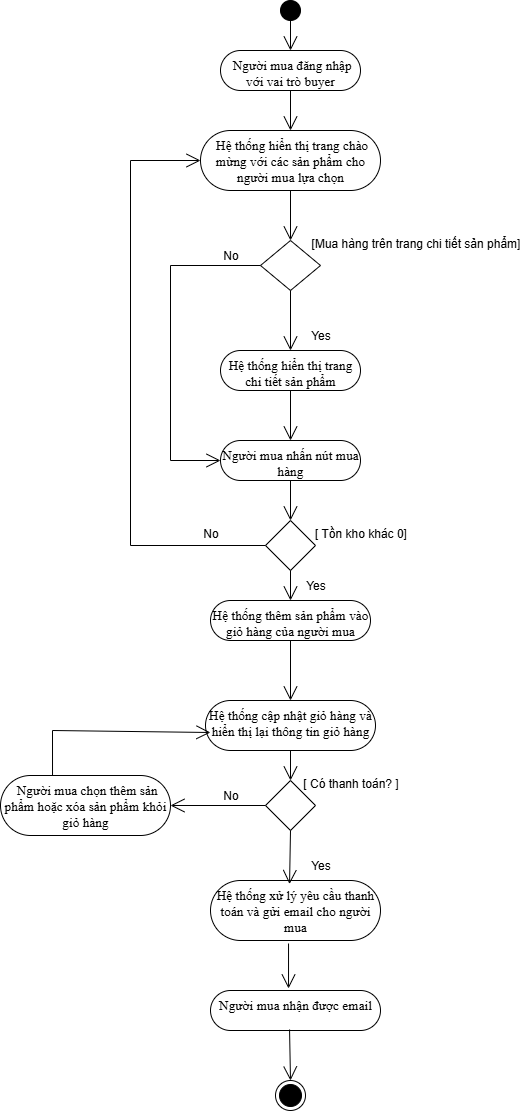 Người mua đăng nhập
với vai trò buyer
Hệ thống hiển thị trang chào
mừng với các sản phẩm cho
người mua lựa chọn
[Mua hàng trên trang chi tiết sản phẩm]
No
Yes
Hệ thống hiển thị trang
chi tiết sản phẩm
Người mua nhấn nút mua
hàng
No
[ Tồn kho khác 0]
Yes
Hệ thống thêm sản phẩm vào
giỏ hàng của người mua
Hệ thống cập nhật giỏ hàng và
hiển thị lại thông tin giỏ hàng
[ Có thanh toán? ]
No
Người mua chọn thêm sản
phẩm hoặc xóa sản phẩm khỏi
giỏ hàng
Yes
Hệ thống xử lý yêu cầu thanh
toán và gửi email cho người
mua
Người mua nhận được email